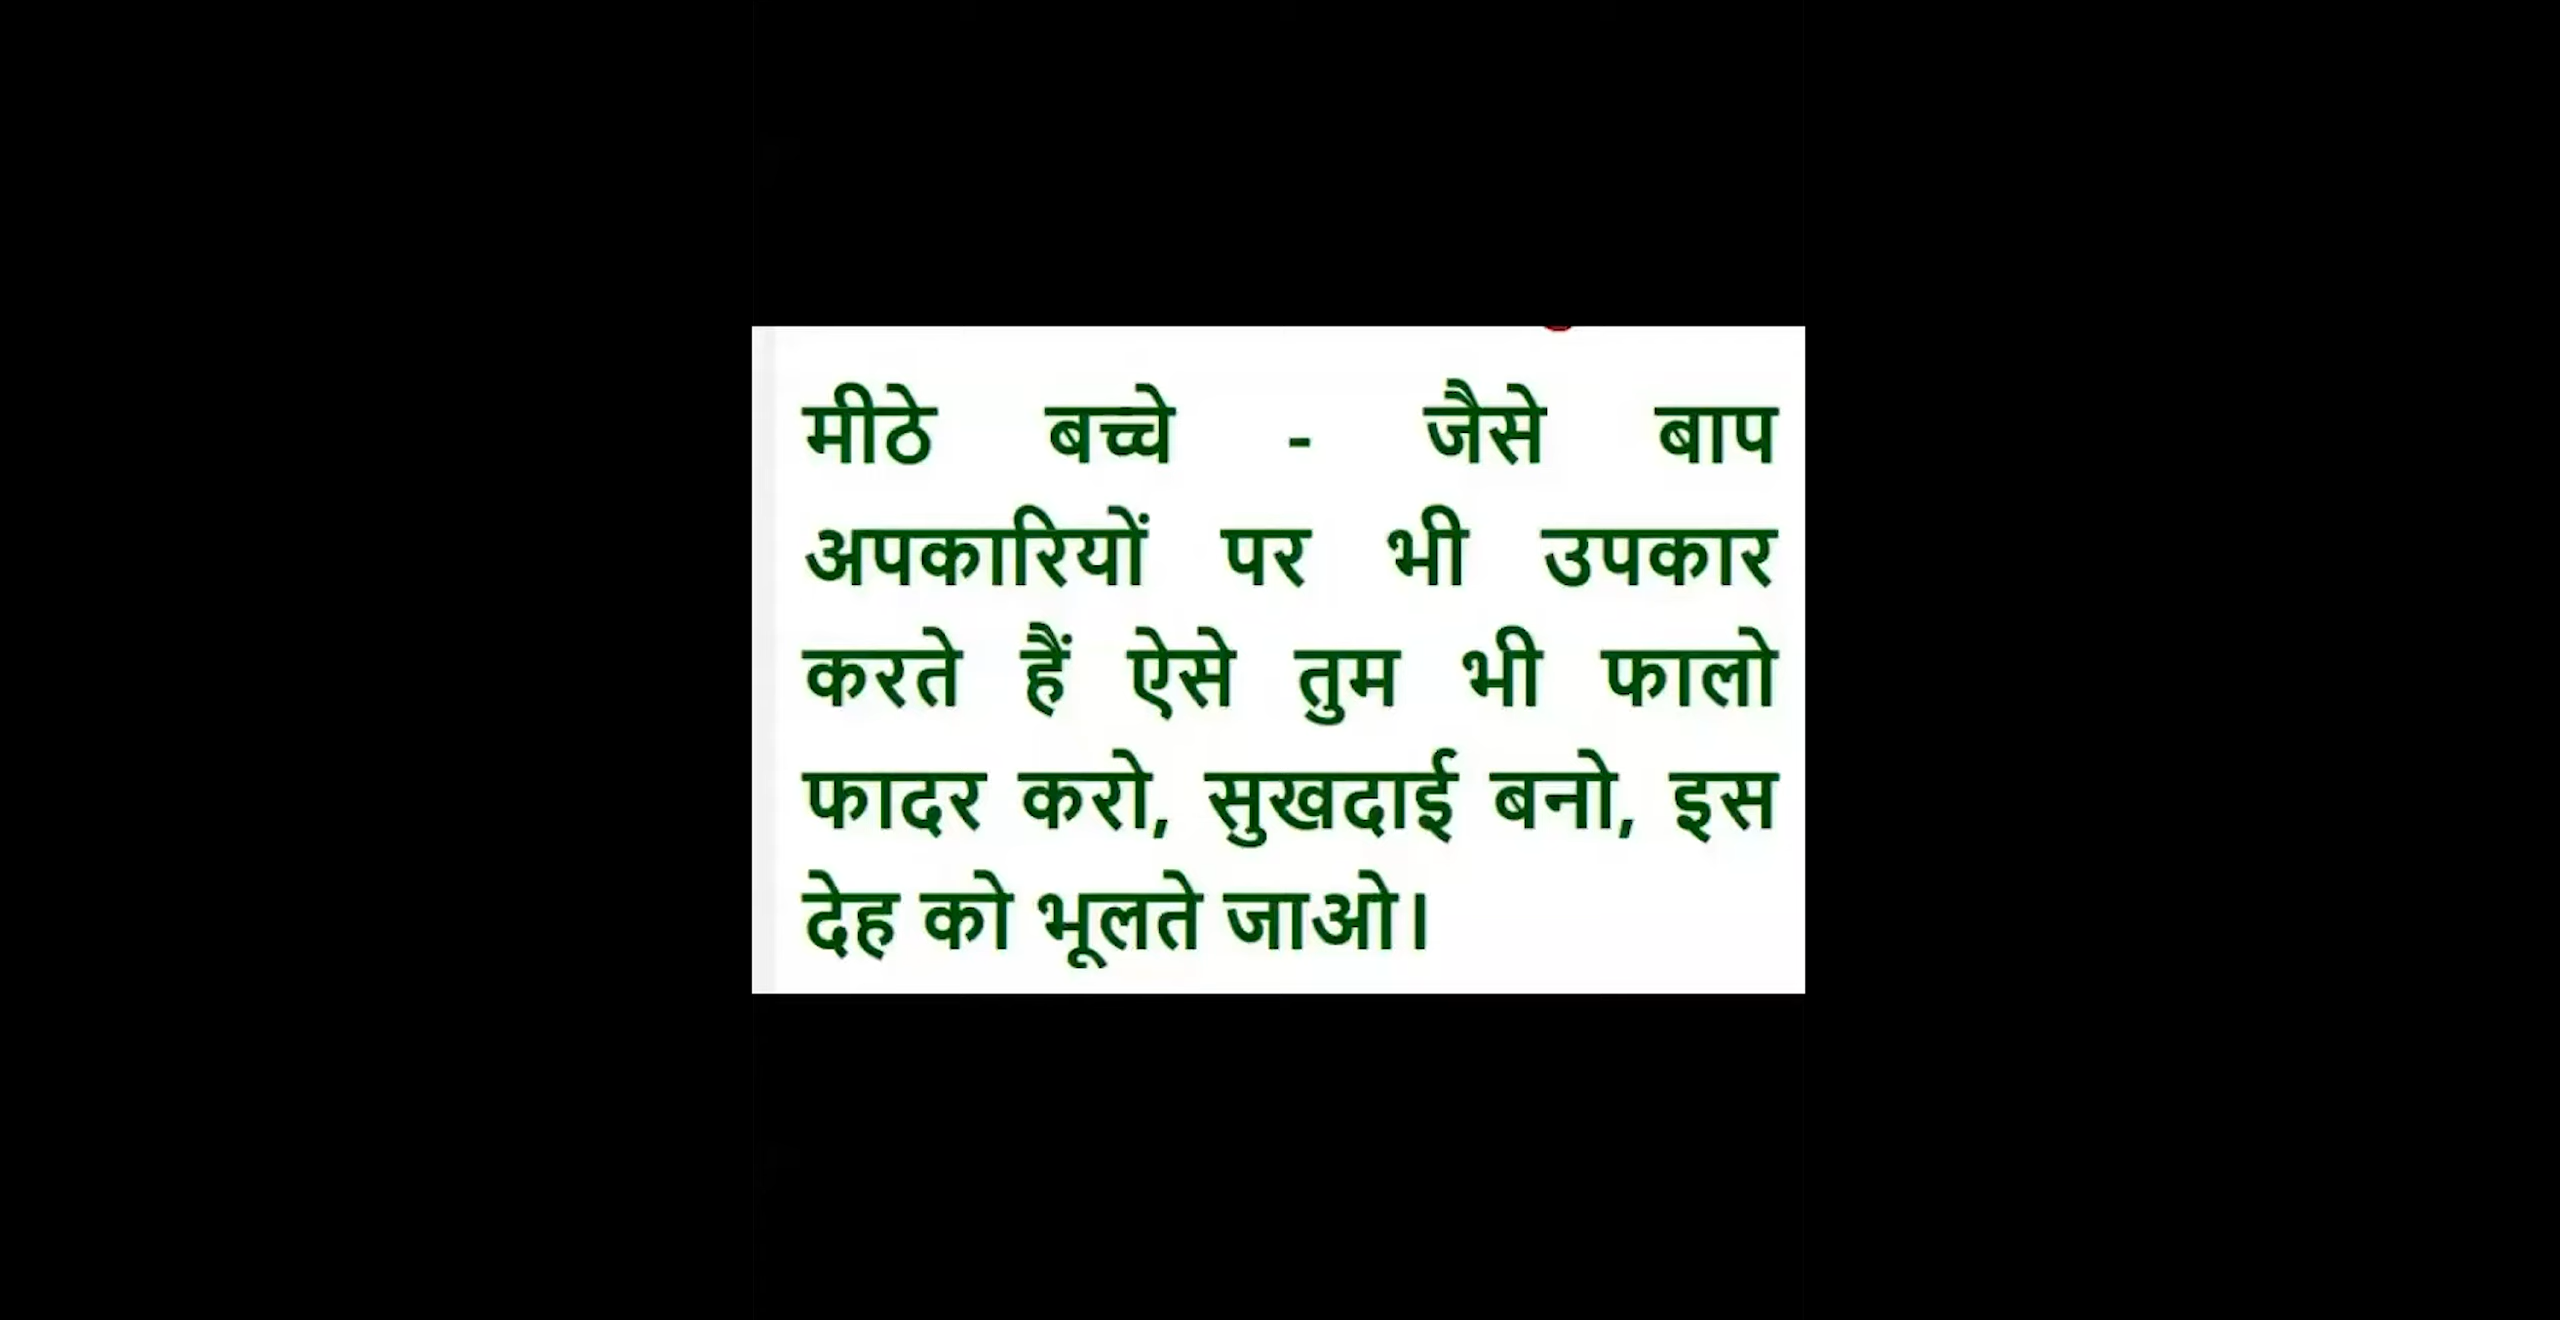 मीठे बच्चे - जैसे बाप
अपकारियों पर भी उपकार
करते हैं ऐसे तुम भी फालो
फादर करो, सुखदाई बनो, इस
देह को भूलते जाओ।